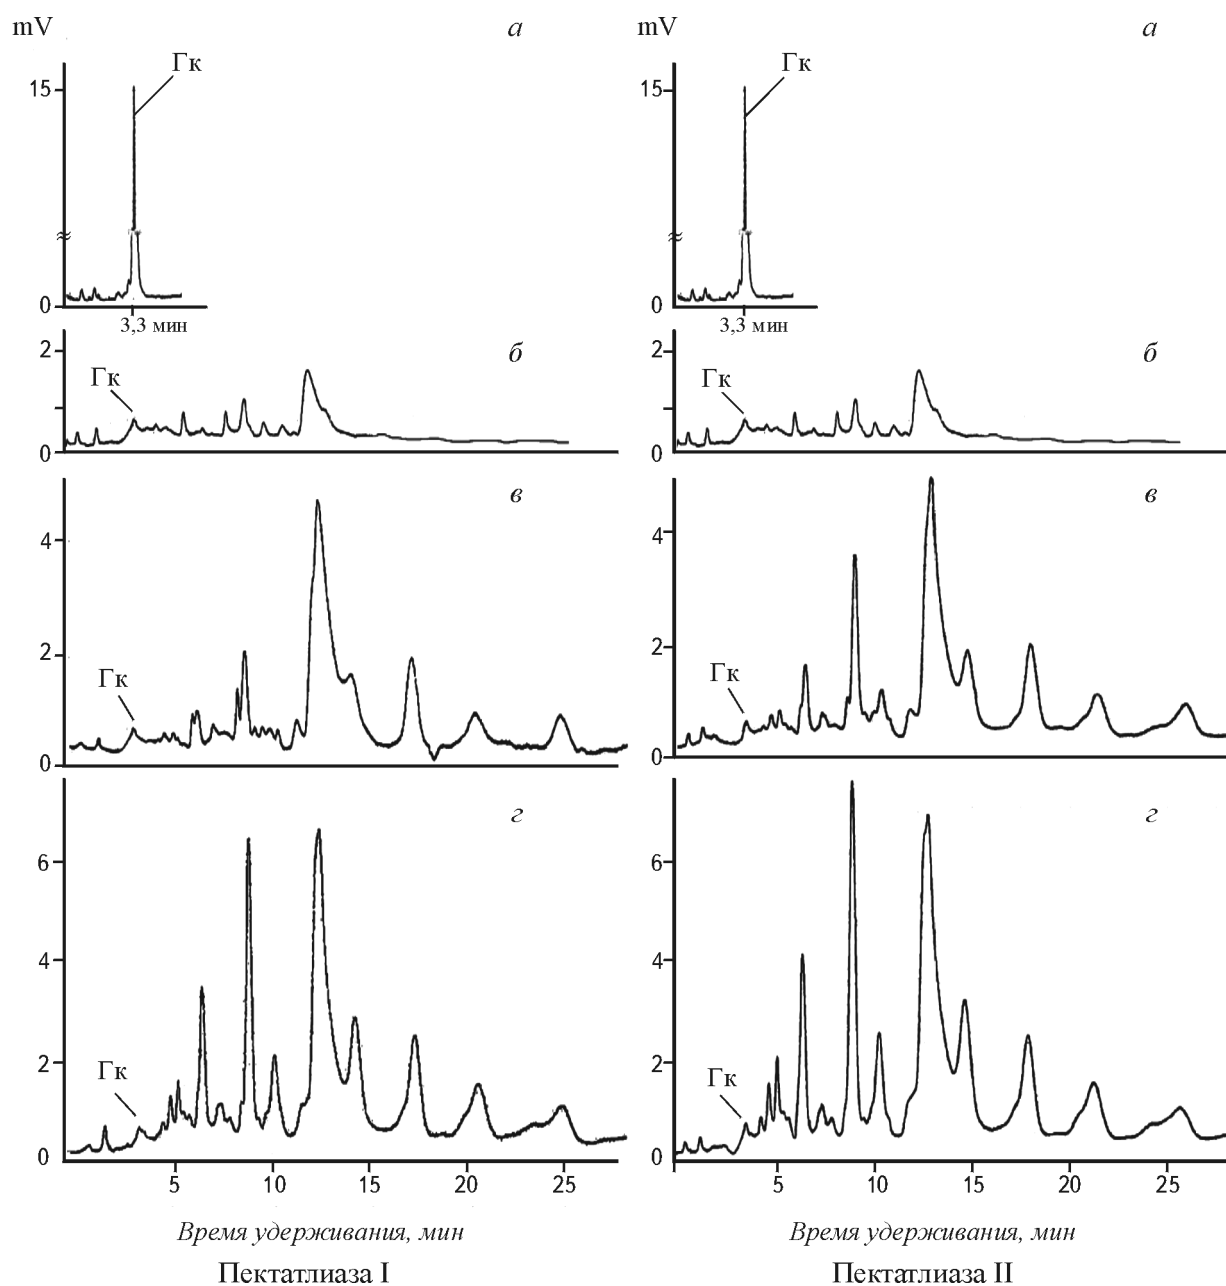 mV а mV а
Гк Гк
15 15
≈ ≈
0 0
3,3 мин 3,3 мин
2 б 2 б
Гк Гк
0 0
в в
4 4
2 2
Гк Гк
0 0
г г
6 6
4 4
2 2
Гк Гк
0 0
5 10 15 20 25 5 10 15 20 25
Время удерживания, мин Время удерживания, мин
Пектатлиаза I Пектатлиаза II